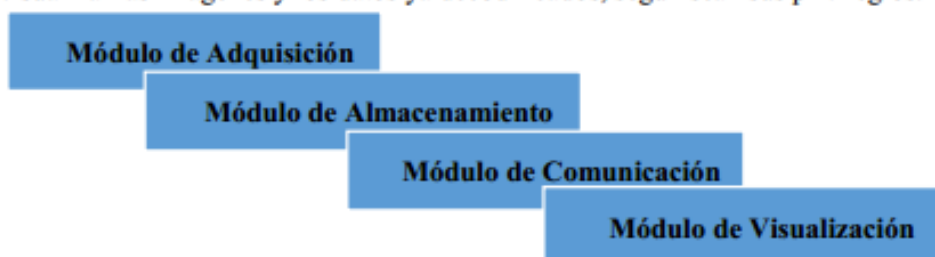 Módulo de Adquisición
Módulo de Almacenamiento
Módulo de Comunicación
Módulo de Visualización